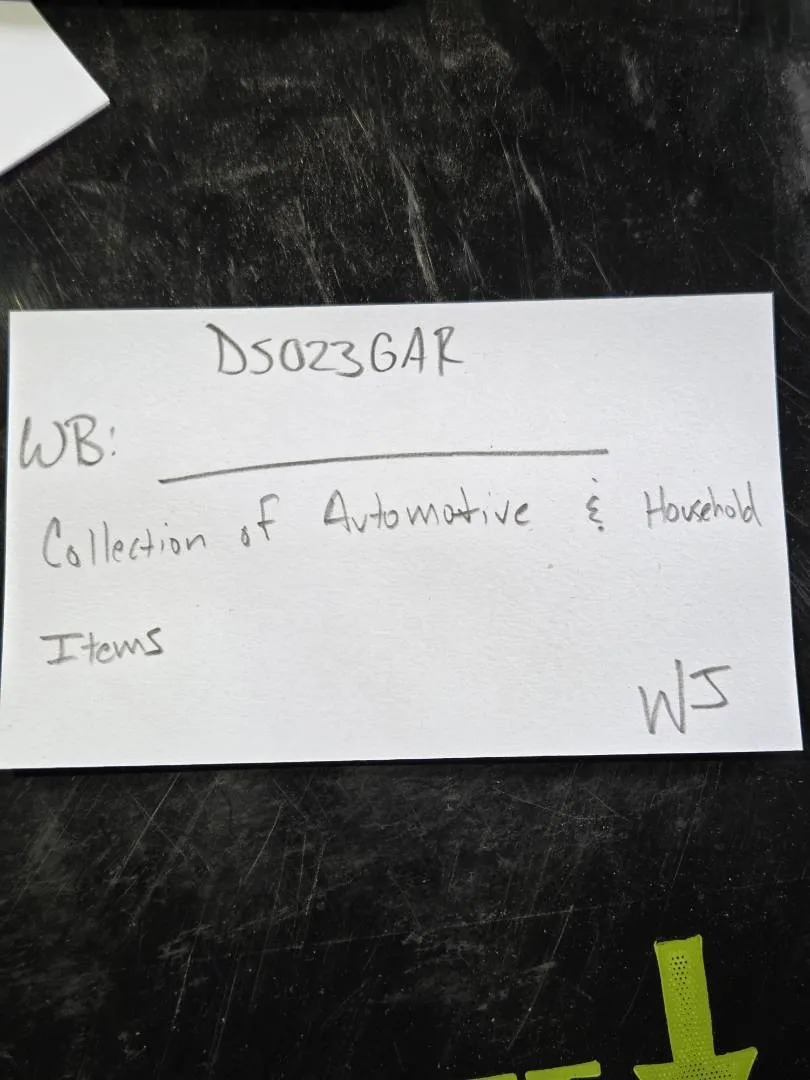 DS023GAR
WB:
Collection of Automotive & Household
Items
WJ